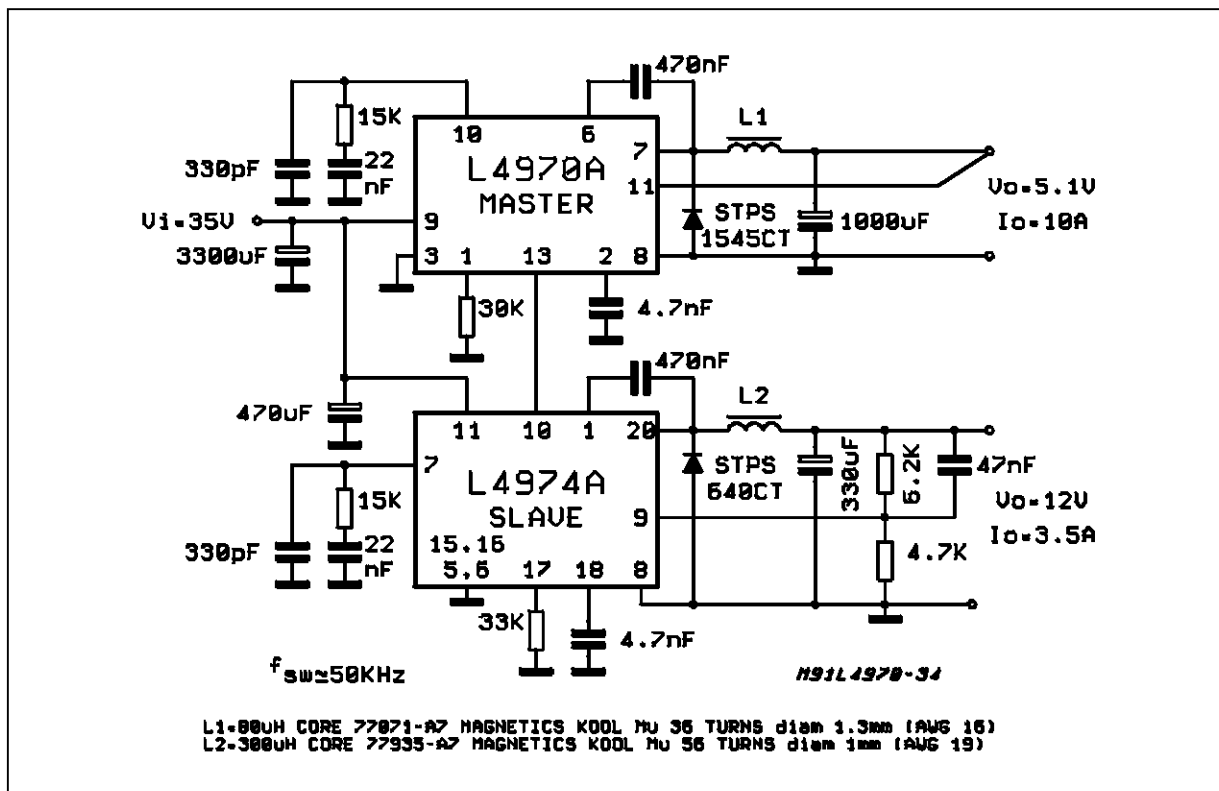 470nF
15K
10
6
L1
330pF
22
nF
L4970A
MASTER
7
11
Vo=5.1V
Io=10A
Vi=35V
9
STPS
1545CT
1000uF
3300uF
3
1
13
2
8
30K
4.7nF
470nF
L2
470uF
11
10
1
20
7
L4974A
SLAVE
STPS
640CT
330uF
6.2K
47nF
15K
9
Vo=12V
Io=3.5A
330pF
22
nF
15.16
5,6
17
18
8
4.7K
33K
4.7nF
fsw≃50KHz
M91L4970-34
L1=80uH CORE 77071-A7 MAGNETICS KOOL Mu 36 TURNS diam 1.3mm (AWG 16)
L2=300uH CORE 77935-A7 MAGNETICS KOOL Mu 56 TURNS diam 1mm (AWG 19)